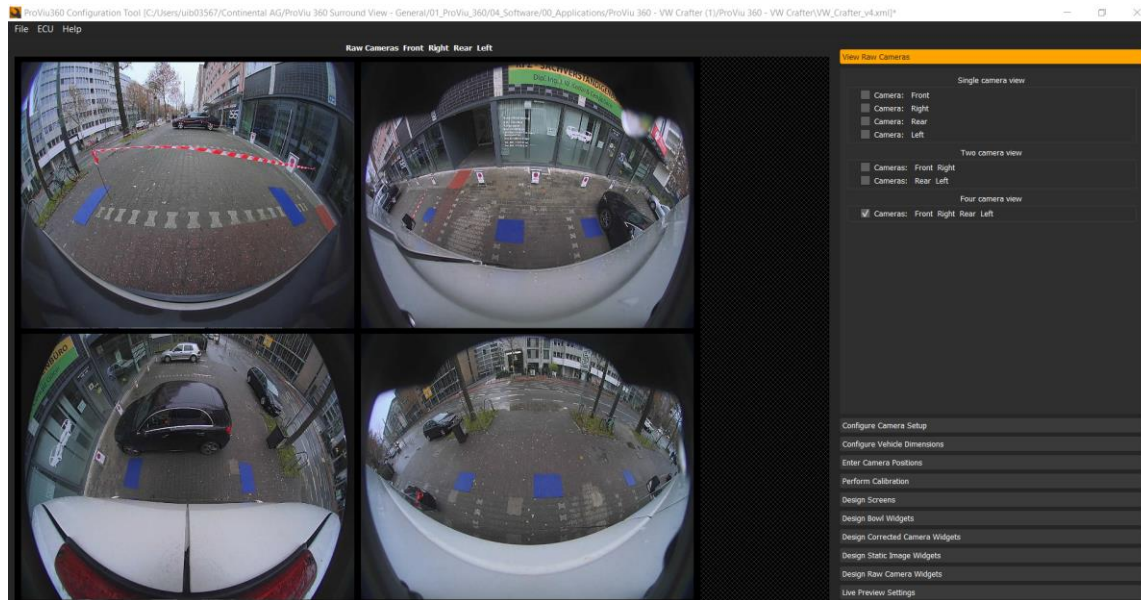 ProViu360 Configuration Tool [C:/Users/uib03567/Continental AG/ProViu 360 Surround View - General/01_ProViu_360/04_Software/00_Applications/ProViu 360 - VW Crafter (1)/ProViu 360 - VW Crafter\VW_Crafter_v4.xml]*
File ECU Help
Raw Cameras Front Right Rear Left
View Raw Cameras
Single camera view
Camera: Front
Camera: Right
Camera: Rear
Camera: Left
Two camera view
Cameras: Front Right
Cameras: Rear Left
Four camera view
Cameras: Front Right Rear Left
Configure Camera Setup
Configure Vehicle Dimensions
Enter Camera Positions
Perform Calibration
Design Screens
Design Bowl Widgets
Design Corrected Camera Widgets
Design Static Image Widgets
Design Raw Camera Widgets
Live Preview Settings